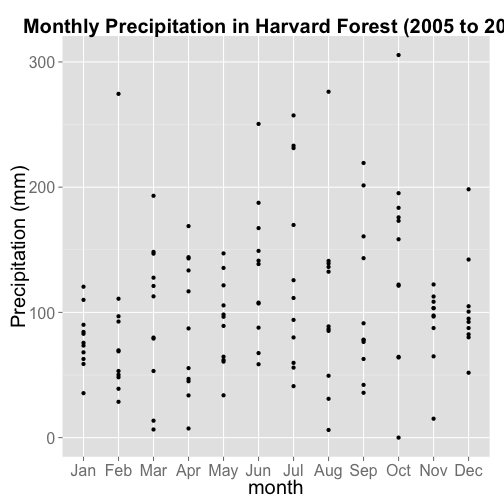 Monthly Precipitation in Harvard Forest (2005 to 20
Precipitation (mm)
300
200
100
0
Jan Feb Mar Apr May Jun Jul Aug Sep Oct Nov Dec
month